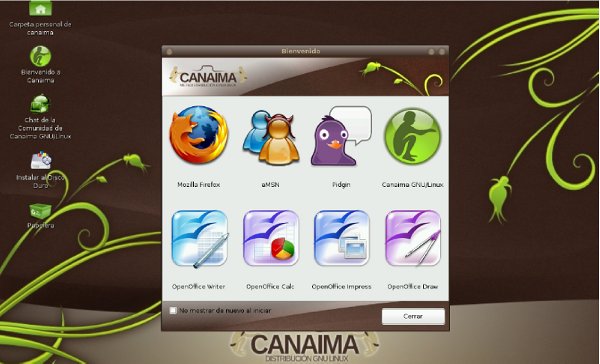 Carpeta personal de
canaima
Bienvenido a
Canaima
Chat de la
Comunidad de
Canaima GNU/Linux
Instalar al Disco
Duro
Papelera
Bienvenido
CANAIMA
Mozilla Firefox
aMSN
Pidgin
Canaima GNU/Linux
OpenOffice Writer
OpenOffice Calc
OpenOffice Impress
OpenOffice Draw
No mostrar de nuevo al iniciar
Cerrar
CANAIMA
DISTRIBUCIÓN GNU LINUX